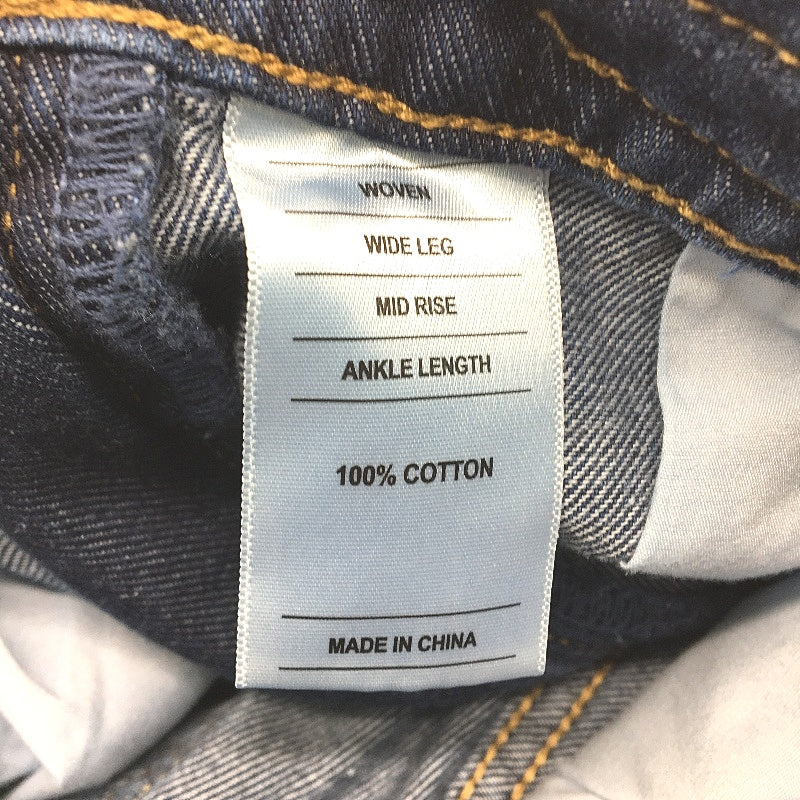 WOVEN
WIDE LEG
MID RISE
ANKLE LENGTH
100% COTTON
MADE IN CHINA